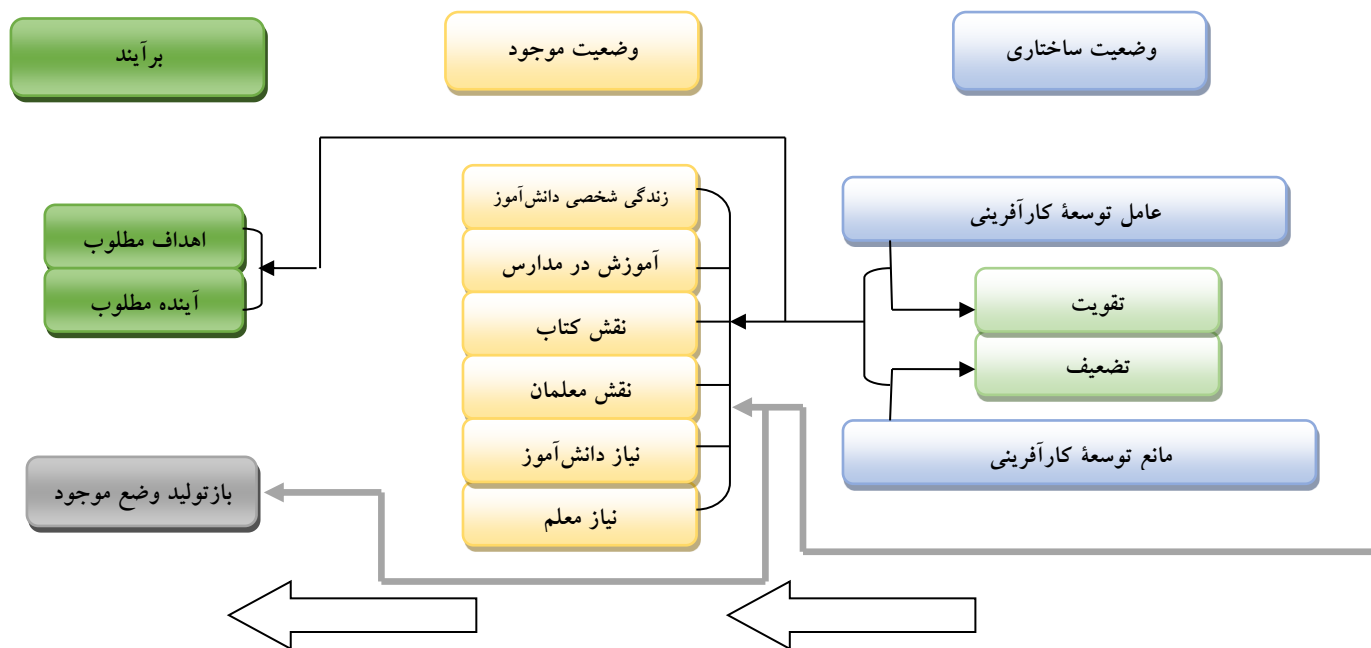 وضعیت ساختاری
وضعیت موجود
برآیند
عامل توسعهٔ کارآفرینی
تقویت
تضعیف
مانع توسعهٔ کارآفرینی
زندگی شخصی دانش‌آموز
آموزش در مدارس
نقش کتاب
نقش معلمان
نیاز دانش‌آموز
نیاز معلم
اهداف مطلوب
آینده مطلوب
بازتولید وضع موجود